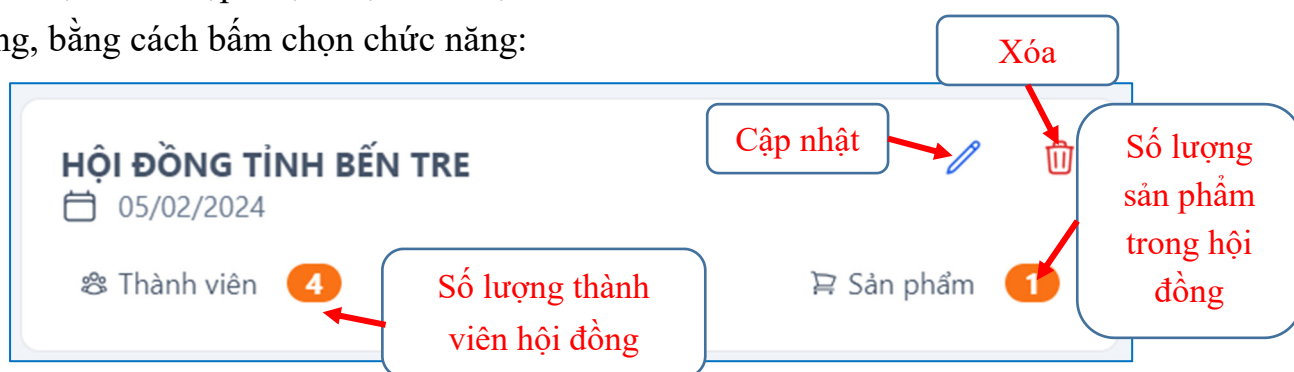 ng, bằng cách bấm chọn chức năng:
Xóa
Cập nhật
HỘI ĐỒNG TỈNH BẾN TRE
05/02/2024
Số lượng
sản phẩm
trong hội
đồng
Thành viên 4
Số lượng thành
viên hội đồng
Sản phẩm 1